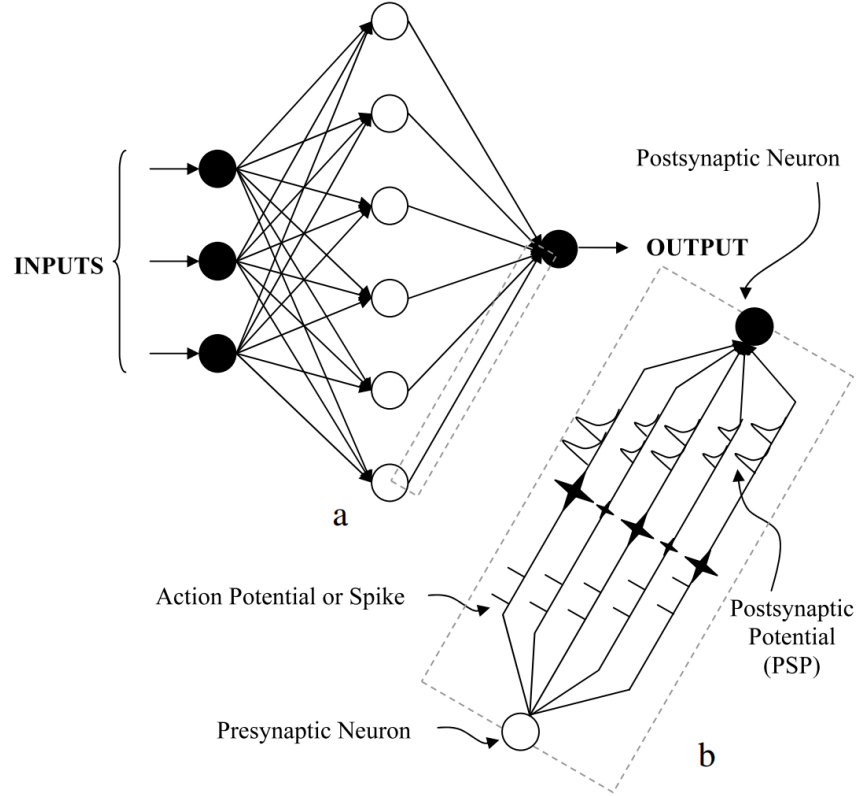 Postsynaptic Neuron
INPUTS
OUTPUT
a
Action Potential or Spike
Postsynaptic
Potential
(PSP)
Presynaptic Neuron
b